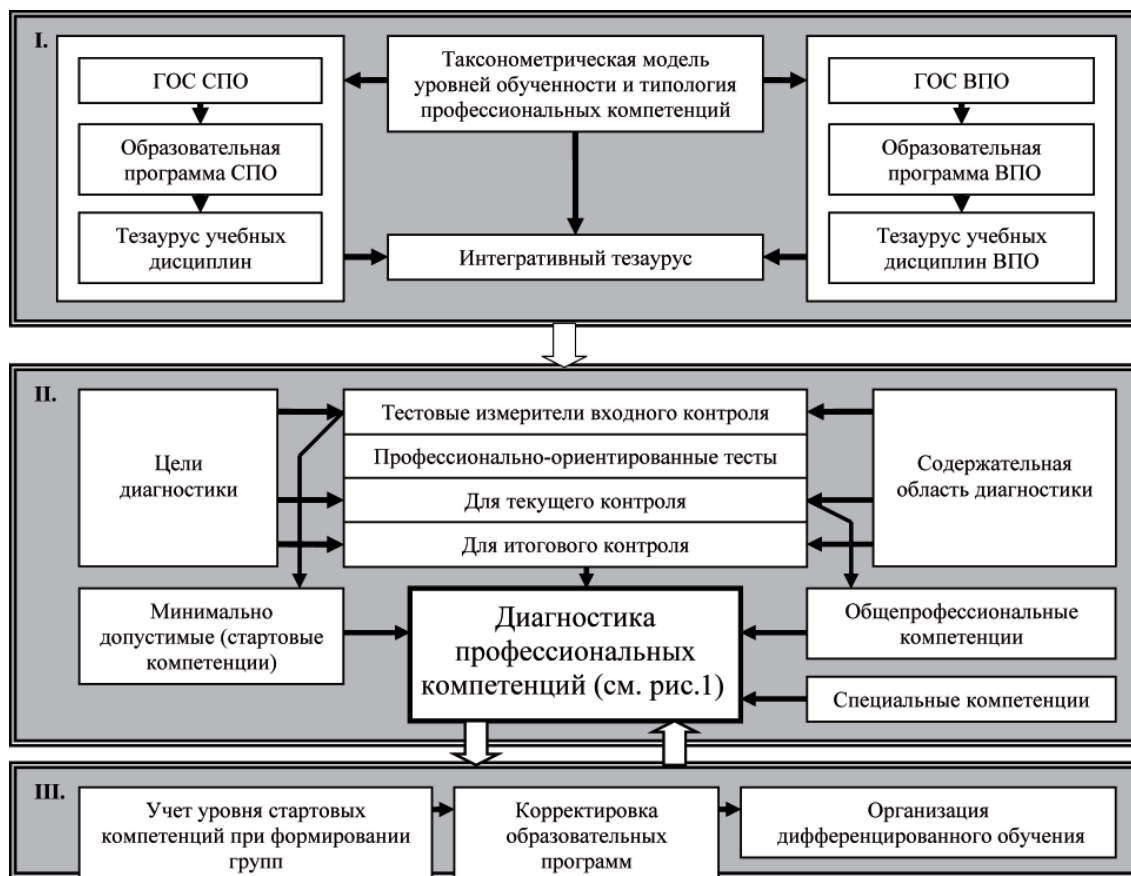 I.
ГОС СПО
Образовательная
программа СПО
Тезаурус учебных
дисциплин
Таксонометрическая модель
уровней обученности и типология
профессиональных компетенций
Интегративный тезаурус
ГОС ВПО
Образовательная
программа ВПО
Тезаурус учебных
дисциплин ВПО
II.
Цели
диагностики
Тестовые измерители входного контроля
Профессионально-ориентированные тесты
Для текущего контроля
Для итогового контроля
Содержательная
область диагностики
Минимально
допустимые (стартовые
компетенции)
Диагностика
профессиональных
компетенций (см. рис.1)
Общепрофессиональные
компетенции
Специальные компетенции
III.
Учет уровня стартовых
компетенций при формировании
групп
Корректировка
образовательных
программ
Организация
дифференцированного обучения